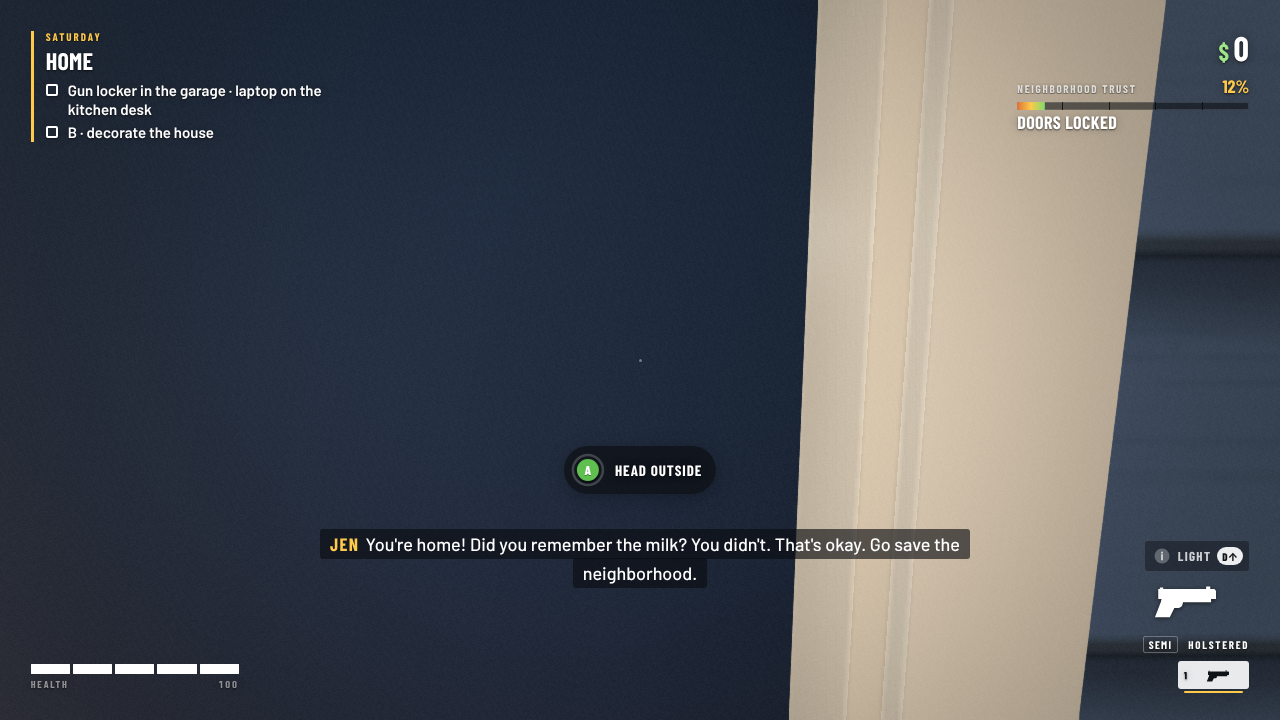 SATURDAY
HOME
Gun locker in the garage · laptop on the
kitchen desk
B · decorate the house
$0
NEIGHBORHOOD TRUST 12%
DOORS LOCKED
A HEAD OUTSIDE
JEN You're home! Did you remember the milk? You didn't. That's okay. Go save the
neighborhood.
i LIGHT D↑
SEMI HOLSTERED
1
HEALTH 100